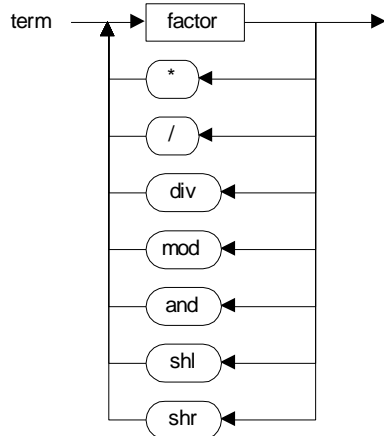 term factor
*
/
div
mod
and
shl
shr